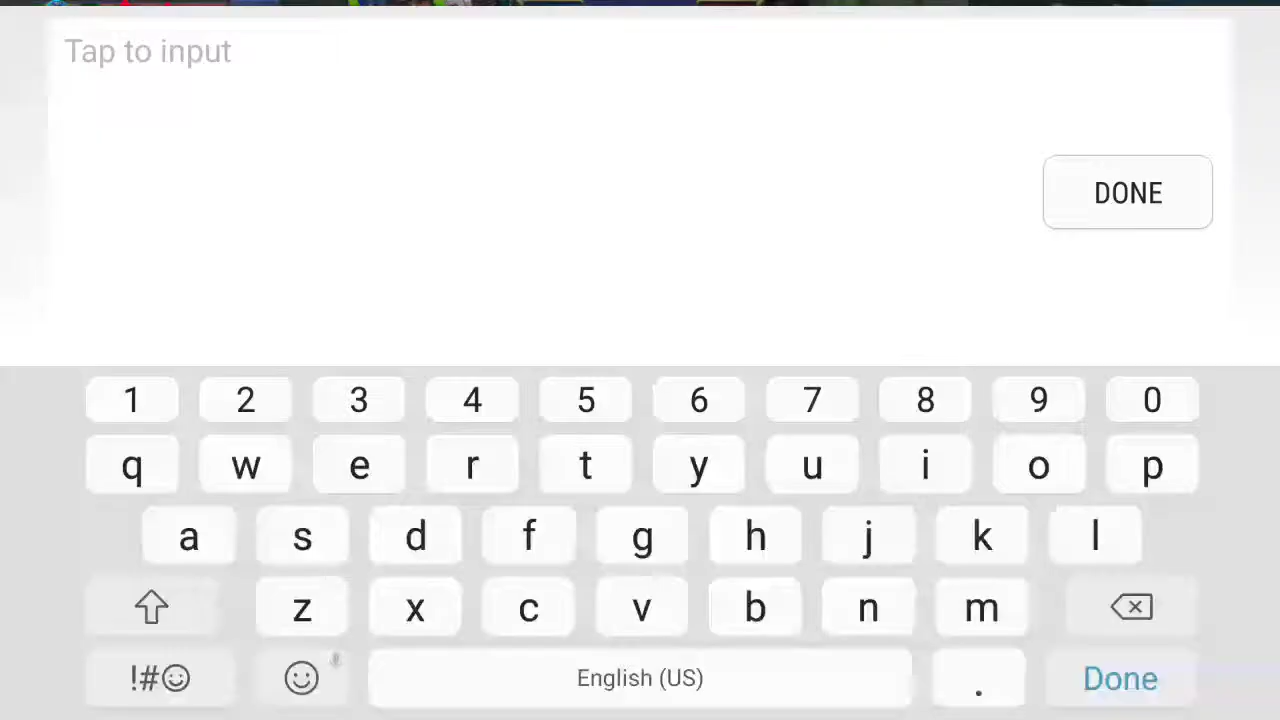 Tap to input
DONE
1 2 3 4 5 6 7 8 9 0
q w e r t y u i o p
a s d f g h j k l
z x c v b n m
!#☺ English (US) . Done